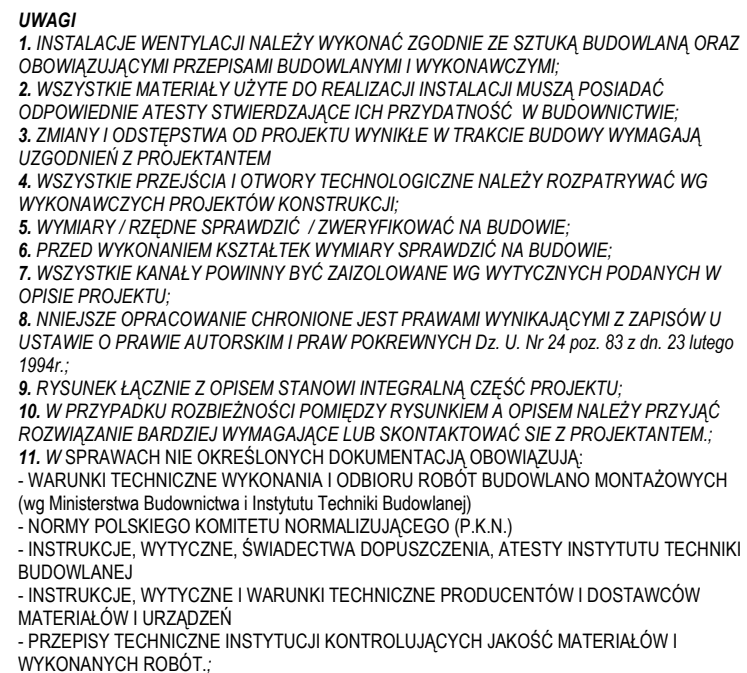 UWAGI
1. INSTALACJE WENTYLACJI NALEŻY WYKONAĆ ZGODNIE ZE SZTUKĄ BUDOWLANĄ ORAZ
OBOWIĄZUJĄCYMI PRZEPISAMI BUDOWLANYMI I WYKONAWCZYMI;
2. WSZYSTKIE MATERIAŁY UŻYTE DO REALIZACJI INSTALACJI MUSZĄ POSIADAĆ
ODPOWIEDNIE ATESTY STWIERDZAJĄCE ICH PRZYDATNOŚĆ W BUDOWNICTWIE;
3. ZMIANY I ODSTĘPSTWA OD PROJEKTU WYNIKŁE W TRAKCIE BUDOWY WYMAGAJĄ
UZGODNIEŃ Z PROJEKTANTEM
4. WSZYSTKIE PRZEJŚCIA I OTWORY TECHNOLOGICZNE NALEŻY ROZPATRYWAĆ WG
WYKONAWCZYCH PROJEKTÓW KONSTRUKCJI;
5. WYMIARY / RZĘDNE SPRAWDZIĆ / ZWERYFIKOWAĆ NA BUDOWIE;
6. PRZED WYKONANIEM KSZTAŁTEK WYMIARY SPRAWDZIĆ NA BUDOWIE;
7. WSZYSTKIE KANAŁY POWINNY BYĆ ZAIZOLOWANE WG WYTYCZNYCH PODANYCH W
OPISIE PROJEKTU;
8. NNIEJSZE OPRACOWANIE CHRONIONE JEST PRAWAMI WYNIKAJĄCYMI Z ZAPISÓW U
USTAWIE O PRAWIE AUTORSKIM I PRAW POKREWNYCH Dz. U. Nr 24 poz. 83 z dn. 23 lutego
1994r.;
9. RYSUNEK ŁĄCZNIE Z OPISEM STANOWI INTEGRALNĄ CZĘŚĆ PROJEKTU;
10. W PRZYPADKU ROZBIEŻNOŚCI POMIĘDZY RYSUNKIEM A OPISEM NALEŻY PRZYJĄĆ
ROZWIĄZANIE BARDZIEJ WYMAGAJĄCE LUB SKONTAKTOWAĆ SIE Z PROJEKTANTEM.;
11. W SPRAWACH NIE OKREŚLONYCH DOKUMENTACJĄ OBOWIĄZUJĄ:
- WARUNKI TECHNICZNE WYKONANIA I ODBIORU ROBÓT BUDOWLANO MONTAŻOWYCH
(wg Ministerstwa Budownictwa i Instytutu Techniki Budowlanej)
- NORMY POLSKIEGO KOMITETU NORMALIZUJĄCEGO (P.K.N.)
- INSTRUKCJE, WYTYCZNE, ŚWIADECTWA DOPUSZCZENIA, ATESTY INSTYTUTU TECHNIKI
BUDOWLANEJ
- INSTRUKCJE, WYTYCZNE I WARUNKI TECHNICZNE PRODUCENTÓW I DOSTAWCÓW
MATERIAŁÓW I URZĄDZEŃ
- PRZEPISY TECHNICZNE INSTYTUCJI KONTROLUJĄCYCH JAKOŚĆ MATERIAŁÓW I
WYKONANYCH ROBÓT.;